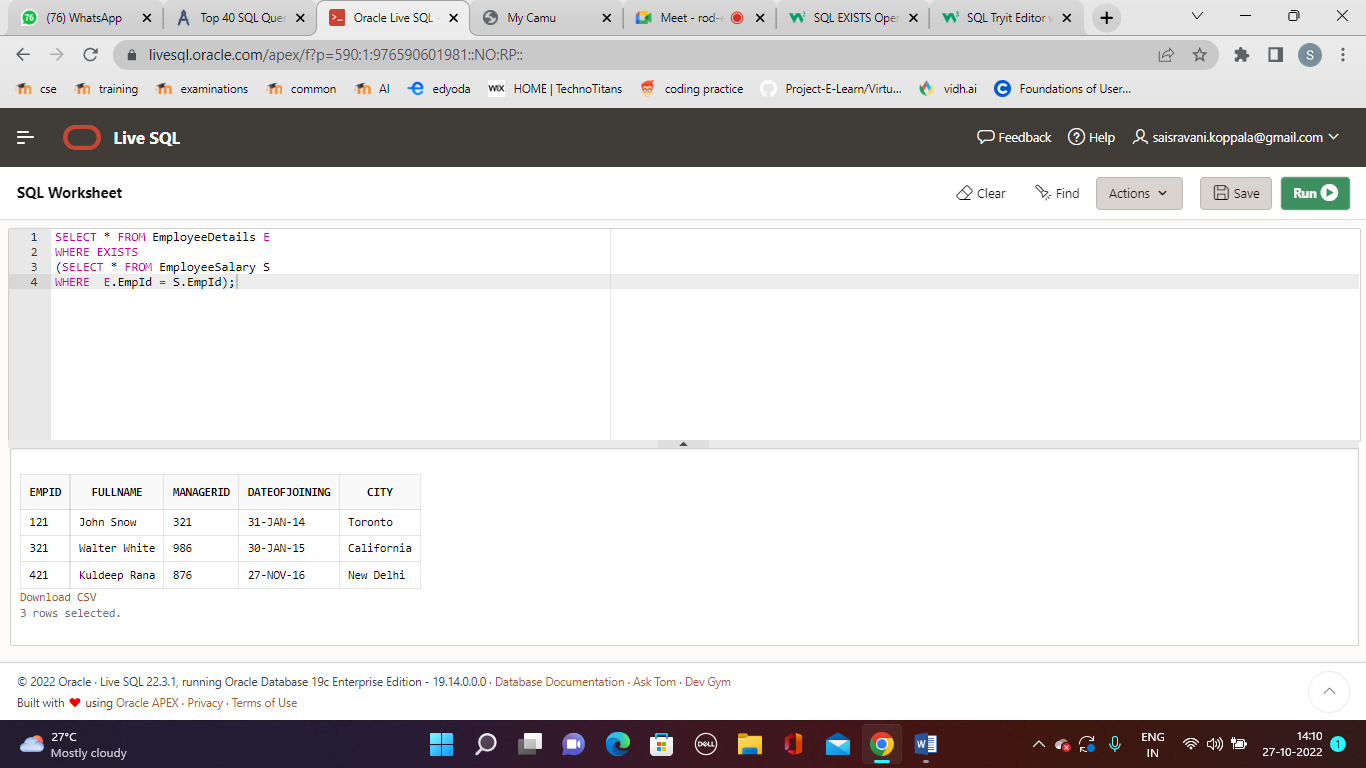 (76) WhatsApp
Top 40 SQL Quer
Oracle Live SQL -
My Camu
Meet - rod-e
SQL EXISTS Oper
SQL Tryit Editor v
livesql.oracle.com/apex/f?p=590:1:976590601981::NO:RP::
S
cse training examinations common AI edyoda WIX HOME | TechnoTitans coding practice Project-E-Learn/Virtu... vidh.ai Foundations of User...
Live SQL
Feedback Help saisravani.koppala@gmail.com
SQL Worksheet
Clear Find Actions Save Run
1 SELECT * FROM EmployeeDetails E
2 WHERE EXISTS
3 (SELECT * FROM EmployeeSalary S
4 WHERE  E.EmpId = S.EmpId);
EMPID FULLNAME MANAGERID DATEOFJOINING CITY
121 John Snow 321 31-JAN-14 Toronto
321 Walter White 986 30-JAN-15 California
421 Kuldeep Rana 876 27-NOV-16 New Delhi
Download CSV
3 rows selected.
© 2022 Oracle · Live SQL 22.3.1, running Oracle Database 19c Enterprise Edition - 19.14.0.0.0 · Database Documentation · Ask Tom · Dev Gym
Built with ❤ using Oracle APEX · Privacy · Terms of Use
27°C
Mostly cloudy
DELL
ENG
IN
14:10
27-10-2022
1